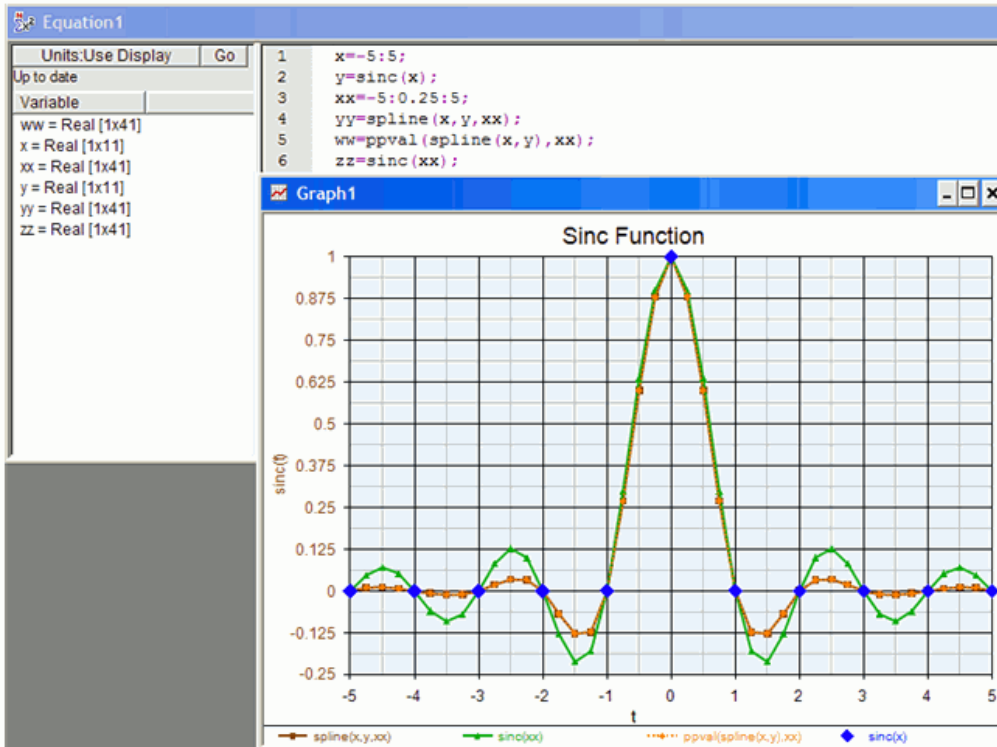 Equation1
Units:Use Display Go
Up to date
Variable
ww = Real [1x41]
x = Real [1x11]
xx = Real [1x41]
y = Real [1x11]
yy = Real [1x41]
zz = Real [1x41]
1 x=-5:5;
2 y=sinc(x);
3 xx=-5:0.25:5;
4 yy=spline(x,y,xx);
5 ww=ppval(spline(x,y),xx);
6 zz=sinc(xx);
Graph1
Sinc Function
1
0.875
0.75
0.625
0.5
0.375
0.25
0.125
0
-0.125
-0.25
sinc(t)
-5 -4 -3 -2 -1 0 1 2 3 4 5
t
spline(x,y,xx) sinc(xx) ppval(spline(x,y),xx) sinc(x)